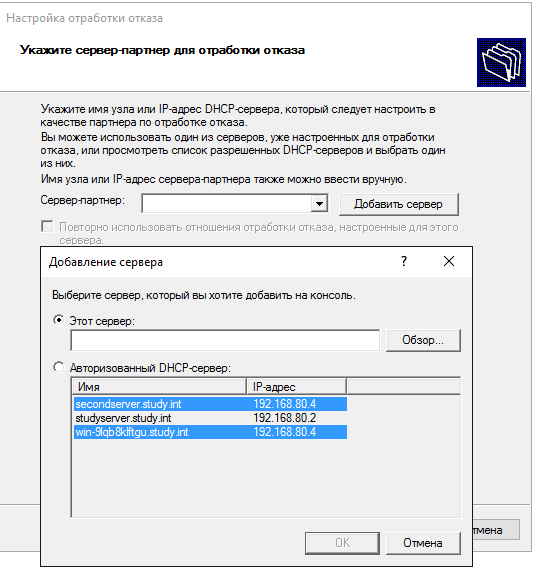 Настройка отработки отказа
Укажите сервер-партнер для отработки отказа
Укажите имя узла или IP-адрес DHCP-сервера, который следует настроить в
качестве партнера по отработке отказа.
Вы можете использовать один из серверов, уже настроенных для отработки
отказа, или просмотреть список разрешенных DHCP-серверов и выбрать один
из них.
Имя узла или IP-адрес сервера-партнера также можно ввести вручную.
Сервер-партнер:
Добавить сервер
Повторно использовать отношения отработки отказа, настроенные для этого
сервера.
Добавление сервера
?
Выберите сервер, который вы хотите добавить на консоль.
Этот сервер:
Обзор...
Авторизованный DHCP-сервер:
Имя IP-адрес
secondserver.study.int 192.168.80.4
studyserver.study.int 192.168.80.2
win-9lqb8klftgu.study.int 192.168.80.4
OK
Отмена
тмена